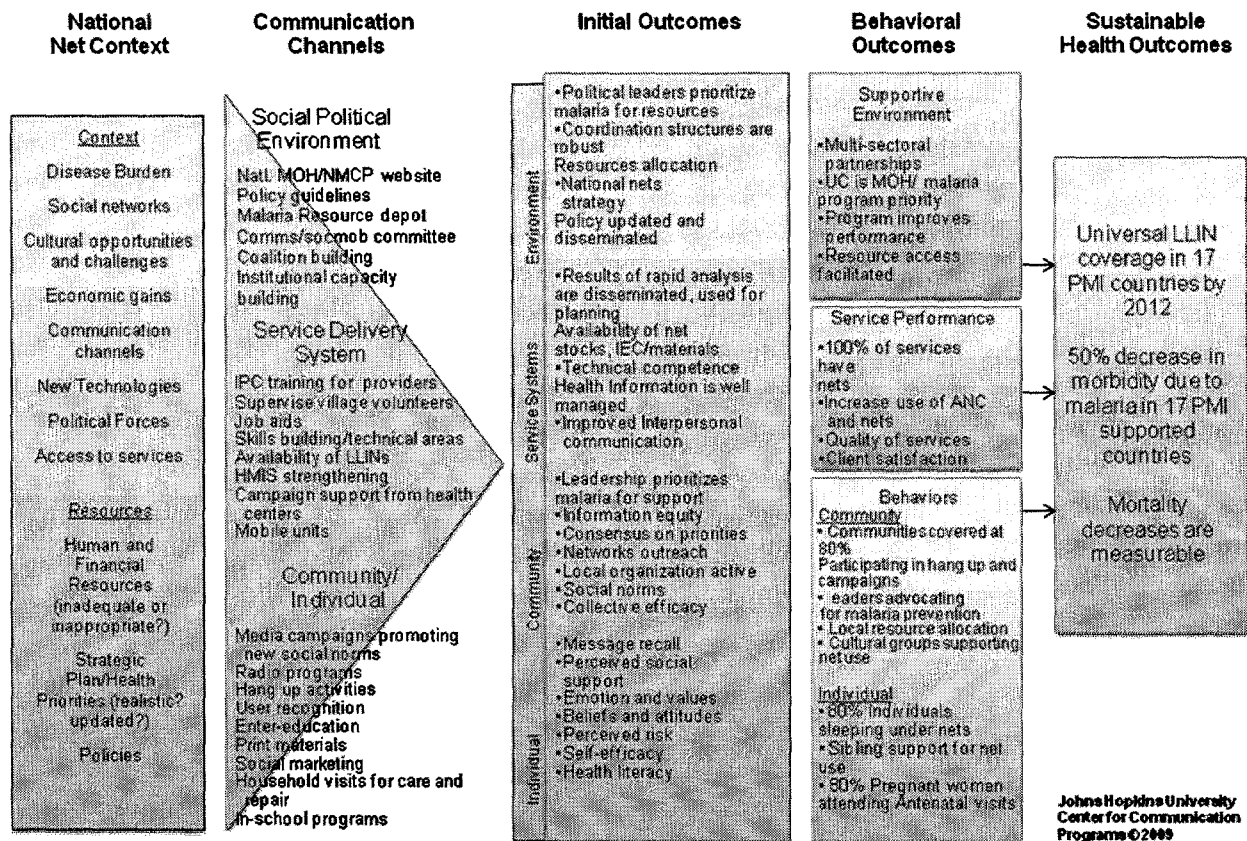 National
Net Context
Communication
Channels
Initial Outcomes
Behavioral
Outcomes
Sustainable
Health Outcomes
Context
Disease Burden
Social networks
Cultural opportunities
and challenges
Economic gains
Communication
channels
New Technologies
Political Forces
Access to services
Resources
Human and
Financial
Resources
(inadequate or
inappropriate?)
Strategic
Plan/Health
Priorities (realistic?
updated?)
Policies
Social Political
Environment
Natl. MOH/NMCP website
Policy guidelines
Malaria Resource depot
Comms/socmob committee
Coalition building
Institutional capacity
building
Service Delivery
System
IPC training for providers
Supervise village volunteers
Job aids
Skills building/technical areas
Availability of LLINs
HMIS strengthening
Campaign support from health
centers
Mobile units
Community/
Individual
Media campaigns promoting
new social norms
Radio programs
Hang up activities
User recognition
Enter-education
Print materials
Social marketing
Household visits for care and
repair
In-school programs
Environment
•Political leaders prioritize
malaria for resources
•Coordination structures are
robust
Resources allocation
•National nets
strategy
Policy updated and
disseminated
Service Systems
•Results of rapid analysis
are disseminated, used for
planning
Availability of net
stocks, IEC/materials
•Technical competence
Health Information is well
managed
•Improved Interpersonal
communication
Community
•Leadership prioritizes
malaria for support
•Information equity
•Consensus on priorities
•Networks outreach
•Local organization active
•Social norms
•Collective efficacy
Individual
•Message recall
•Perceived social
support
•Emotion and values
•Beliefs and attitudes
•Perceived risk
•Self-efficacy
•Health literacy
Supportive
Environment
•Multi-sectoral
partnerships
•UC is MOH/ malaria
program priority
•Program improves
performance
•Resource access
facilitated
Service Performance
•100% of services
have
nets
•Increase use of ANC
and nets
•Quality of services
•Client satisfaction
Behaviors
Community
• Communities covered at
80%
Participating in hang up and
campaigns
• eaders advocating
for malaria prevention
• Local resource allocation
• Cultural groups supporting
net use
Individual
• 80% Individuals
sleeping under nets
•Sibling support for net
use
• 80% Pregnant women
attending Antenatal visits
Universal LLIN
coverage in 17
PMI countries by
2012
50% decrease in
morbidity due to
malaria in 17 PMI
supported
countries
Mortality
decreases are
measurable
Johns Hopkins University
Center for Communication
Programs ©2009